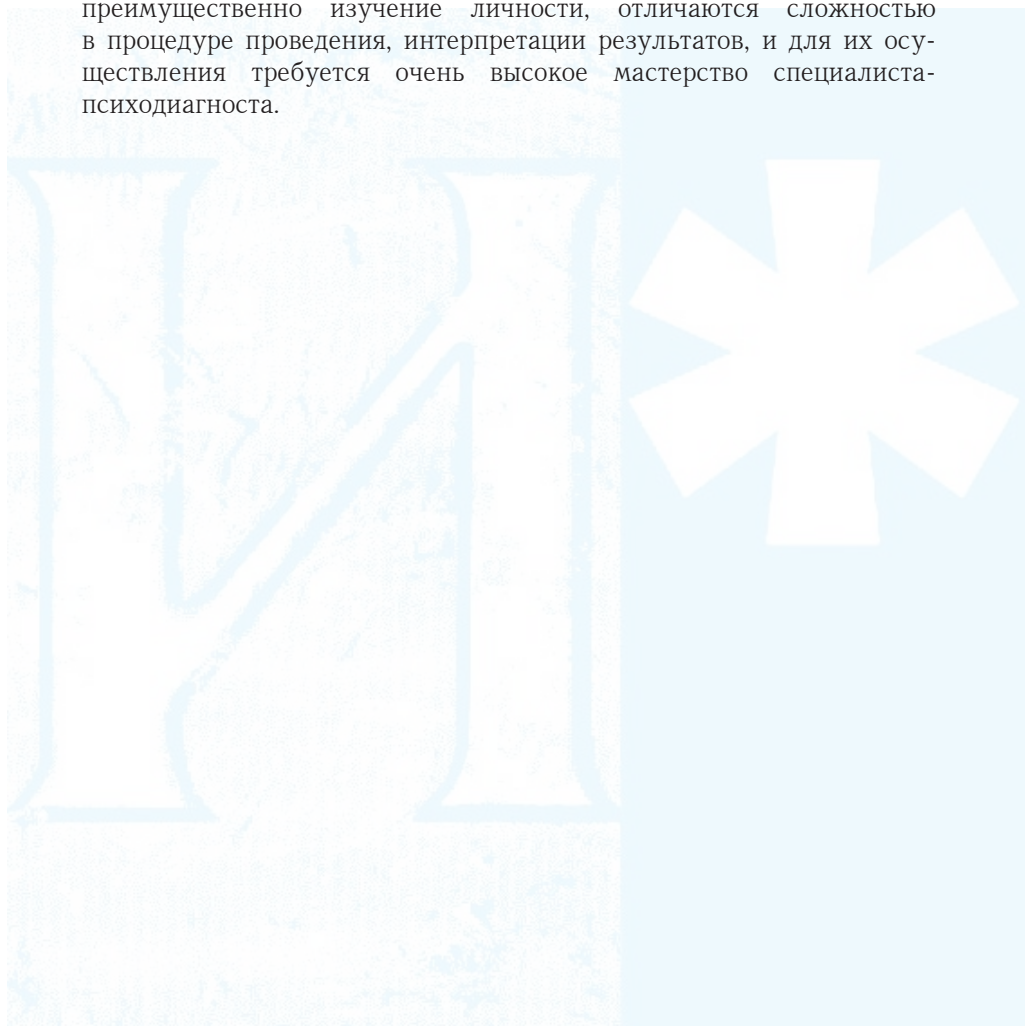 преимущественно изучение личности, отличаются сложностью
в процедуре проведения, интерпретации результатов, и для их осу-
ществления требуется очень высокое мастерство специалиста-
психодиагноста.
И*